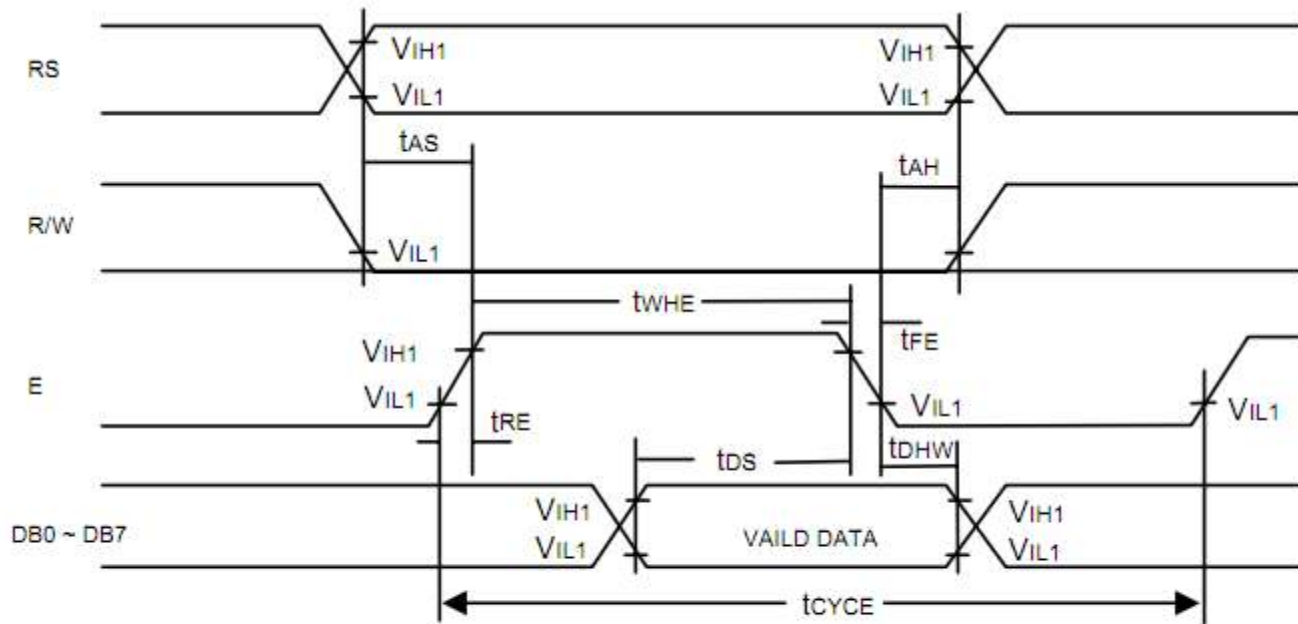 RS
VIH1
VIL1
VIH1
VIL1
tAS
tAH
R/W
VIL1
tWHE
tFE
E
VIH1
VIL1
VIL1
VIL1
tRE
tDHW
tDS
DB0 ~ DB7
VIH1
VIL1
VAILD DATA
VIH1
VIL1
tCYCE